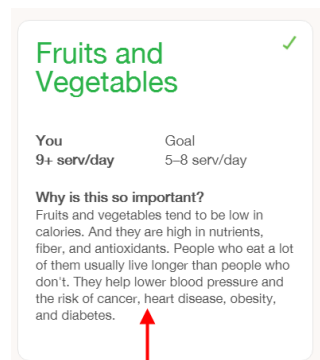 Fruits and
Vegetables
You Goal
9+ serv/day 5–8 serv/day
Why is this so important?
Fruits and vegetables tend to be low in
calories. And they are high in nutrients,
fiber, and antioxidants. People who eat a lot
of them usually live longer than people who
don't. They help lower blood pressure and
the risk of cancer, heart disease, obesity,
and diabetes.